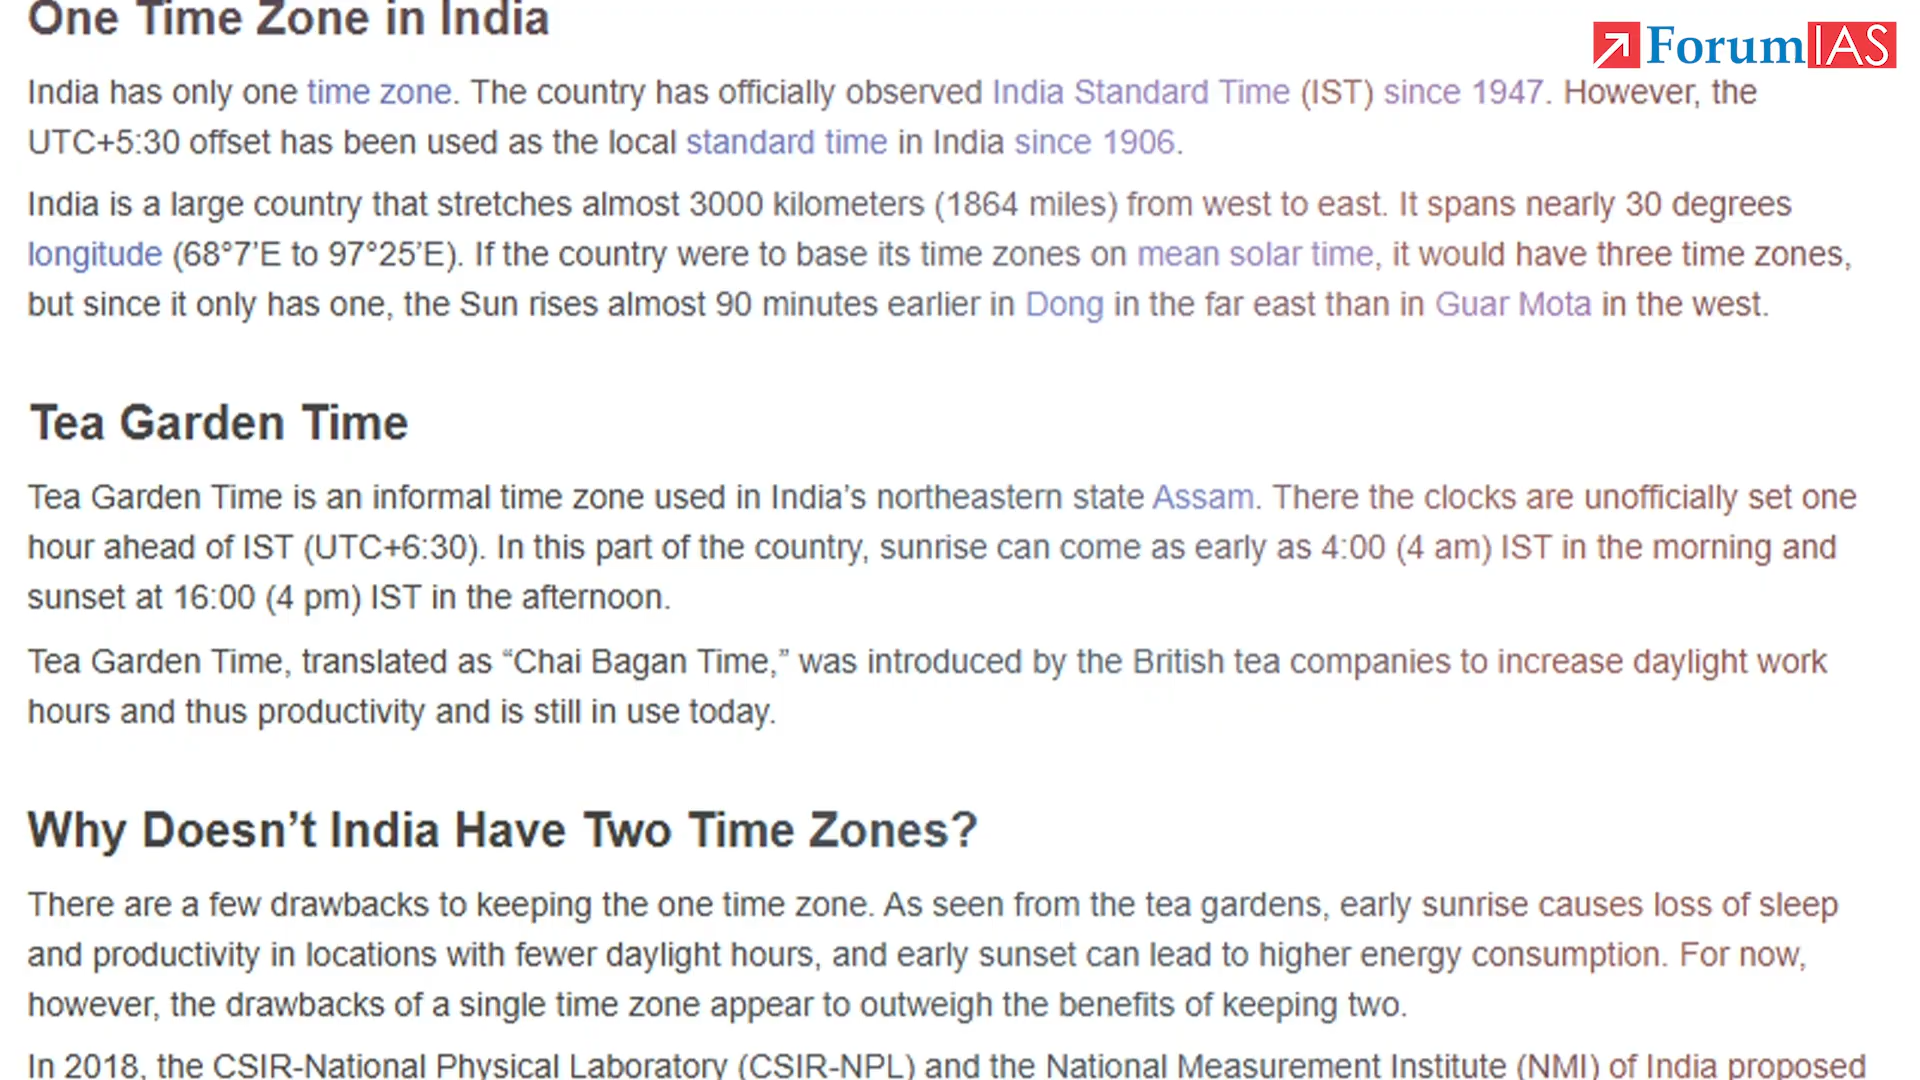 One Time Zone in India
ForumIAS
India has only one time zone. The country has officially observed India Standard Time (IST) since 1947. However, the
UTC+5:30 offset has been used as the local standard time in India since 1906.
India is a large country that stretches almost 3000 kilometers (1864 miles) from west to east. It spans nearly 30 degrees
longitude (68°7’E to 97°25’E). If the country were to base its time zones on mean solar time, it would have three time zones,
but since it only has one, the Sun rises almost 90 minutes earlier in Dong in the far east than in Guar Mota in the west.
Tea Garden Time
Tea Garden Time is an informal time zone used in India’s northeastern state Assam. There the clocks are unofficially set one
hour ahead of IST (UTC+6:30). In this part of the country, sunrise can come as early as 4:00 (4 am) IST in the morning and
sunset at 16:00 (4 pm) IST in the afternoon.
Tea Garden Time, translated as “Chai Bagan Time,” was introduced by the British tea companies to increase daylight work
hours and thus productivity and is still in use today.
Why Doesn’t India Have Two Time Zones?
There are a few drawbacks to keeping the one time zone. As seen from the tea gardens, early sunrise causes loss of sleep
and productivity in locations with fewer daylight hours, and early sunset can lead to higher energy consumption. For now,
however, the drawbacks of a single time zone appear to outweigh the benefits of keeping two.
In 2018, the CSIR-National Physical Laboratory (CSIR-NPL) and the National Measurement Institute (NMI) of India proposed